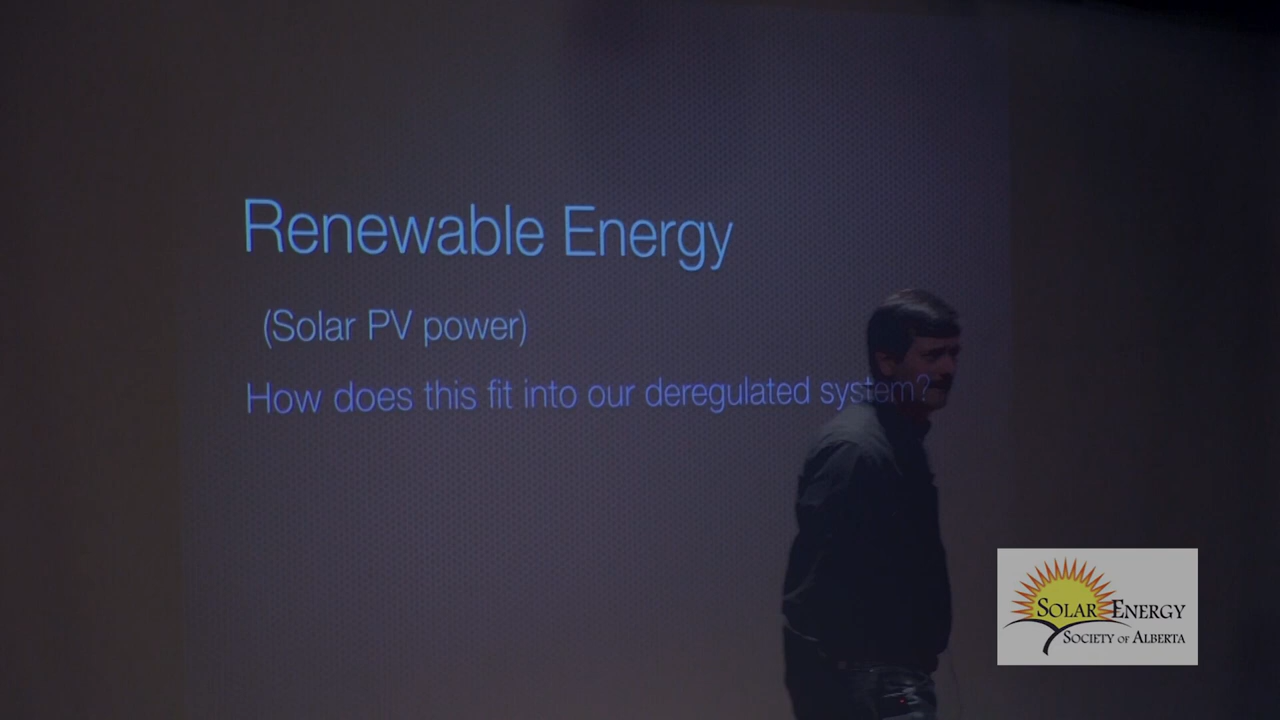 Renewable Energy
(Solar PV power)
How does this fit into our deregulated system?
SOLAR ENERGY
SOCIETY OF ALBERTA